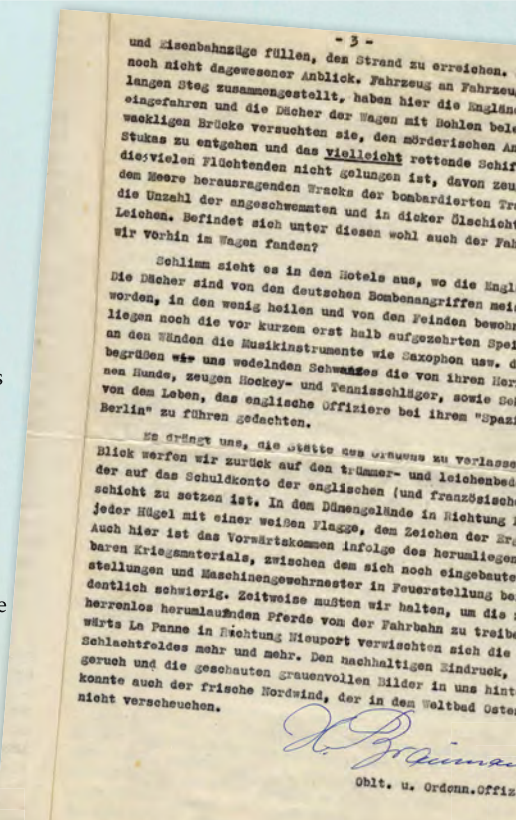 - 3 -
und Eisenbahnzüge füllen, den Strand zu erreichen.
noch nicht dagewesener Anblick. Fahrzeug an Fahrzeug
langen Steg zusammengestellt, haben hier die Englän
eingefahren und die Dächer der Wagen mit Bohlen bele
wackligen Brücke versuchten sie, den mörderischen An
Stukas zu entgehen und das vielleicht rettende Schif
dies vielen Flüchtenden nicht gelungen ist, davon zeu
dem Meere herausragenden Wracks der bombardierten Tr
die Unzahl der angeschwemmten und in dicker Ölschicht
Leichen. Befindet sich unter diesen wohl auch der Fah
wir vorhin im Wagen fanden?
Schlimm sieht es in den Hotels aus, wo die Engl
Die Dächer sind von den deutschen Bombenangriffen mei
worden, in den wenig heilen und von den Feinden bewohn
liegen noch die vor kurzem erst halb aufgezehrten Spei
an den Wänden die Musikinstrumente wie Saxophon usw. d
begrüßen wir uns wedelnden Schwanzes die von ihren Her
nen Hunde, zeugen Hockey- und Tennisschläger, sowie
von dem Leben, das englische Offiziere bei ihrem "Spazi
Berlin" zu führen gedachten.
Es drängt uns, die Stätte des Grauens zu verlasse
Blick werfen wir zurück auf den trümmer- und leichenbed
der auf das Schuldkonto der englischen (und französische
schicht zu setzen ist. In dem Dünengelände in Richtung
jeder Hügel mit einer weißen Flagge, dem Zeichen der Er
Auch hier ist das Vorwärtskommen infolge des herumliegen
baren Kriegsmaterials, zwischen dem sich noch eingebaute
stellungen und Maschinengewehrnester in Feuerstellung be
dentlich schwierig. Zeitweise mußten wir halten, um die
herrenlos herumlaufnden Pferde von der Fahrbahn zu treibe
wärts La Panne in Richtung Nieuport verwischten sich die
Schlachtfeldes mehr und mehr. Den nachhaltigen Eindruck,
geruch und die geschauten grauenvollen Bilder in uns hint
konnte auch der frische Nordwind, der in dem Weltbad Osten
nicht verscheuchen.
Oblt. u. Ordonn.Offiz
s
e